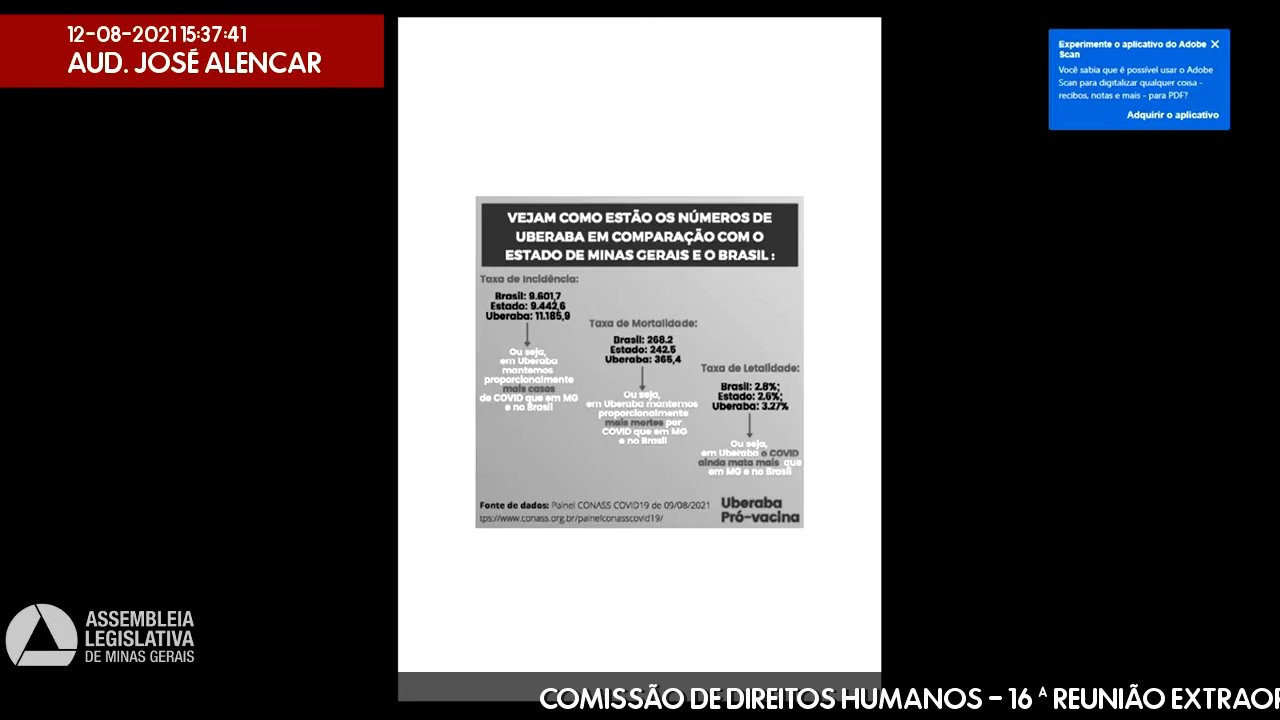 12-08-2021 15:37:41
AUD. JOSÉ ALENCAR
Experimente o aplicativo do Adobe
Scan
Você sabia que é possível usar o Adobe
Scan para digitalizar qualquer coisa -
recibos, notas e mais - para PDF?
Adquirir o aplicativo
VEJAM COMO ESTÃO OS NÚMEROS DE
UBERABA EM COMPARAÇÃO COM O
ESTADO DE MINAS GERAIS E O BRASIL :
Taxa de Incidência:
Brasil: 9.601,7
Estado: 9.442,6
Uberaba: 11.185,9
Ou seja,
em Uberaba
mantemos
proporcionalmente
mais casos
de COVID que em MG
e no Brasil
Taxa de Mortalidade:
Brasil: 268.2
Estado: 242.5
Uberaba: 365,4
Ou seja,
em Uberaba mantemos
proporcionalmente
mais mortes por
COVID que em MG
e no Brasil
Taxa de Letalidade:
Brasil: 2.8%;
Estado: 2.6%;
Uberaba: 3.27%
Ou seja,
em Uberaba o COVID
ainda mata mais que
em MG e no Brasil
Fonte de dados: Painel CONASS COVID19 de 09/08/2021
tps://www.conass.org.br/painelconasscovid19/
Uberaba
Pró-vacina
ASSEMBLEIA
LEGISLATIVA
DE MINAS GERAIS
COMISSÃO DE DIREITOS HUMANOS - 16 ª REUNIÃO EXTRAOR